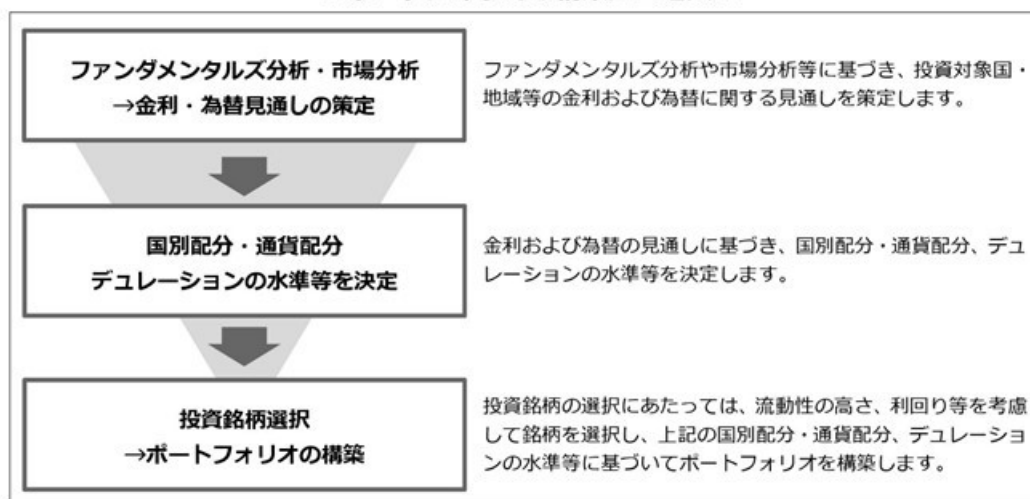 ファンダメンタルズ分析・市場分析
→金利・為替見通しの策定
ファンダメンタルズ分析や市場分析等に基づき、投資対象国・
地域等の金利および為替に関する見通しを策定します。
国別配分・通貨配分
デュレーションの水準等を決定
金利および為替の見通しに基づき、国別配分・通貨配分、デュ
レーションの水準等を決定します。
投資銘柄選択
→ポートフォリオの構築
投資銘柄の選択にあたっては、流動性の高さ、利回り等を考慮
して銘柄を選択し、上記の国別配分・通貨配分、デュレーショ
ンの水準等に基づいてポートフォリオを構築します。